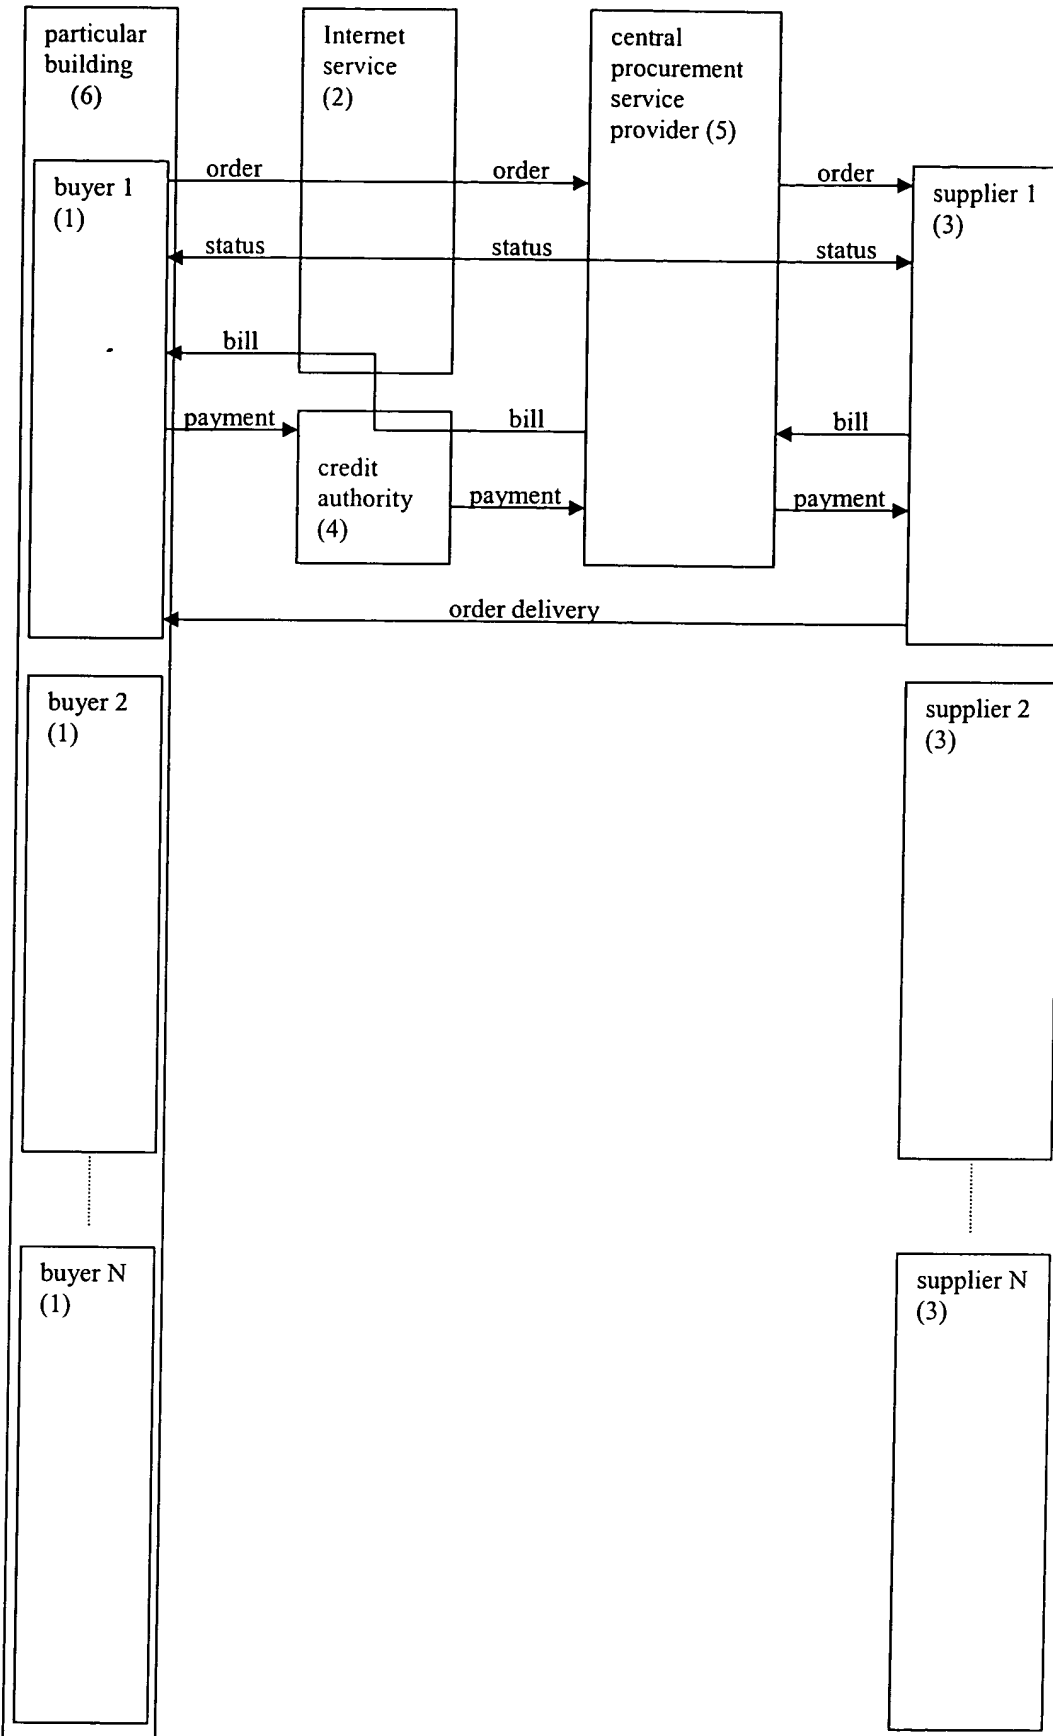 particular
building
(6)
Internet
service
(2)
central
procurement
service
provider (5)
buyer 1
(1)
order
order
order
supplier 1
(3)
status
status
status
bill
payment
bill
bill
credit
authority
(4)
payment
payment
order delivery
buyer 2
(1)
supplier 2
(3)
buyer N
(1)
supplier N
(3)